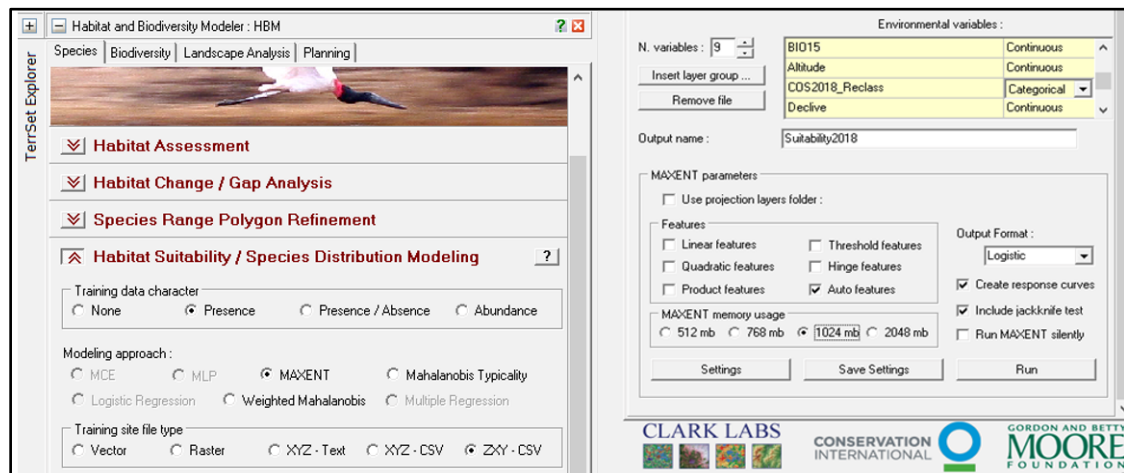 Habitat and Biodiversity Modeler : HBM
TerrSet Explorer
Species Biodiversity Landscape Analysis Planning
Habitat Assessment
Habitat Change / Gap Analysis
Species Range Polygon Refinement
Habitat Suitability / Species Distribution Modeling ?
Training data character
None Presence Presence / Absence Abundance
Modeling approach :
MCE MLP MAXENT Mahalanobis Typicality
Logistic Regression Weighted Mahalanobis Multiple Regression
Training site file type
Vector Raster XYZ - Text XYZ - CSV ZXY - CSV
Environmental variables :
N. variables : 9
Insert layer group ...
Remove file
BIO15 Continuous
Altitude Continuous
COS2018_Reclass Categorical
Declive Continuous
Output name : Suitability2018
MAXENT parameters
Use projection layers folder :
Features
Linear features Threshold features
Quadratic features Hinge features
Product features Auto features
Output Format :
Logistic
Create response curves
Include jackknife test
Run MAXENT silently
MAXENT memory usage
512 mb 768 mb 1024 mb 2048 mb
Settings Save Settings Run
CLARK LABS
CONSERVATION
INTERNATIONAL
GORDON AND BETTY
MOORE
FOUNDATION